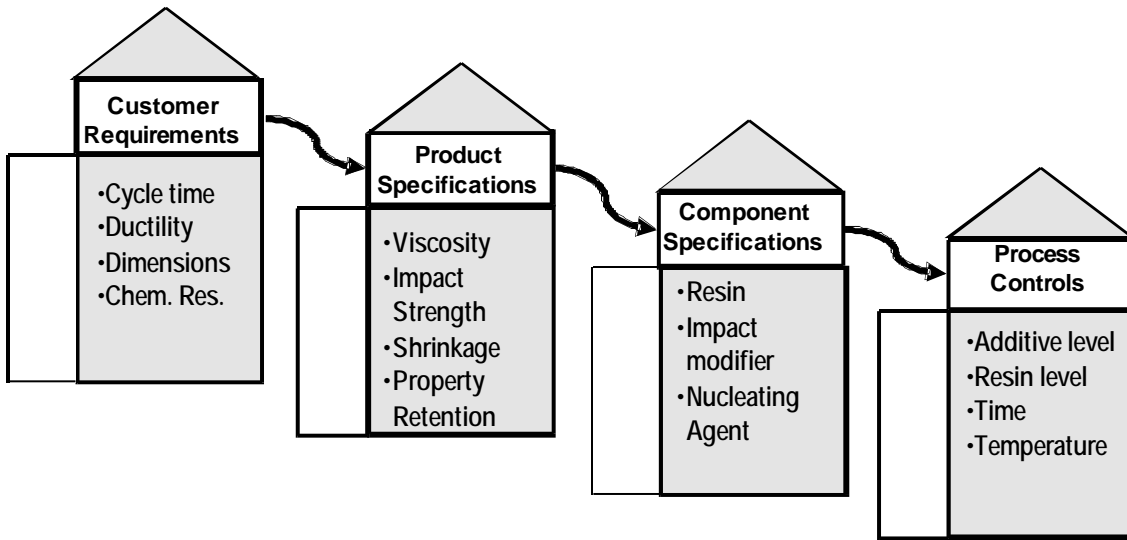 Customer
Requirements
•Cycle time
•Ductility
•Dimensions
•Chem. Res.
Product
Specifications
•Viscosity
•Impact
Strength
•Shrinkage
•Property
Retention
Component
Specifications
•Resin
•Impact
modifier
•Nucleating
Agent
Process
Controls
•Additive level
•Resin level
•Time
•Temperature